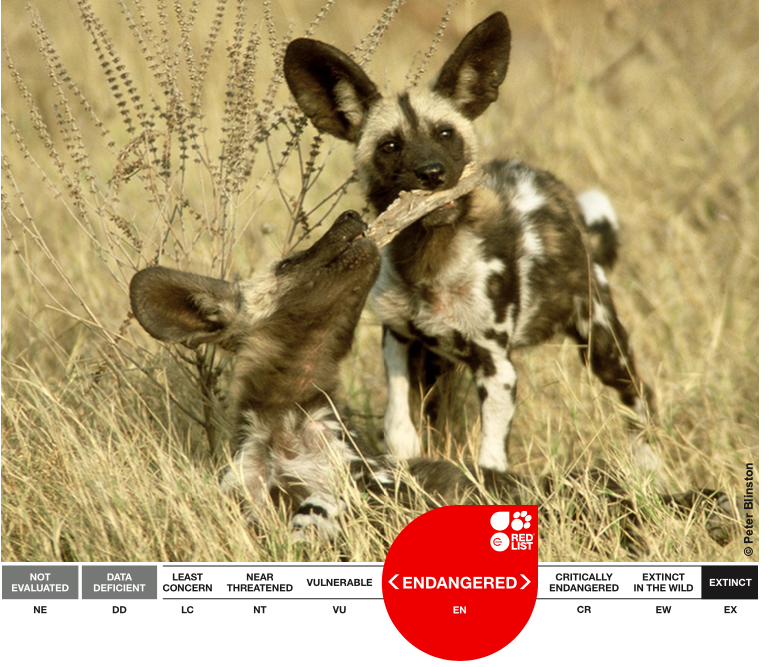 © Peter Blinston
RED
LIST
NOT
EVALUATED
DATA
DEFICIENT
LEAST
CONCERN
NEAR
THREATENED
VULNERABLE
< ENDANGERED >
CRITICALLY
ENDANGERED
EXTINCT
IN THE WILD
EXTINCT
NE
DD
LC
NT
VU
EN
CR
EW
EX